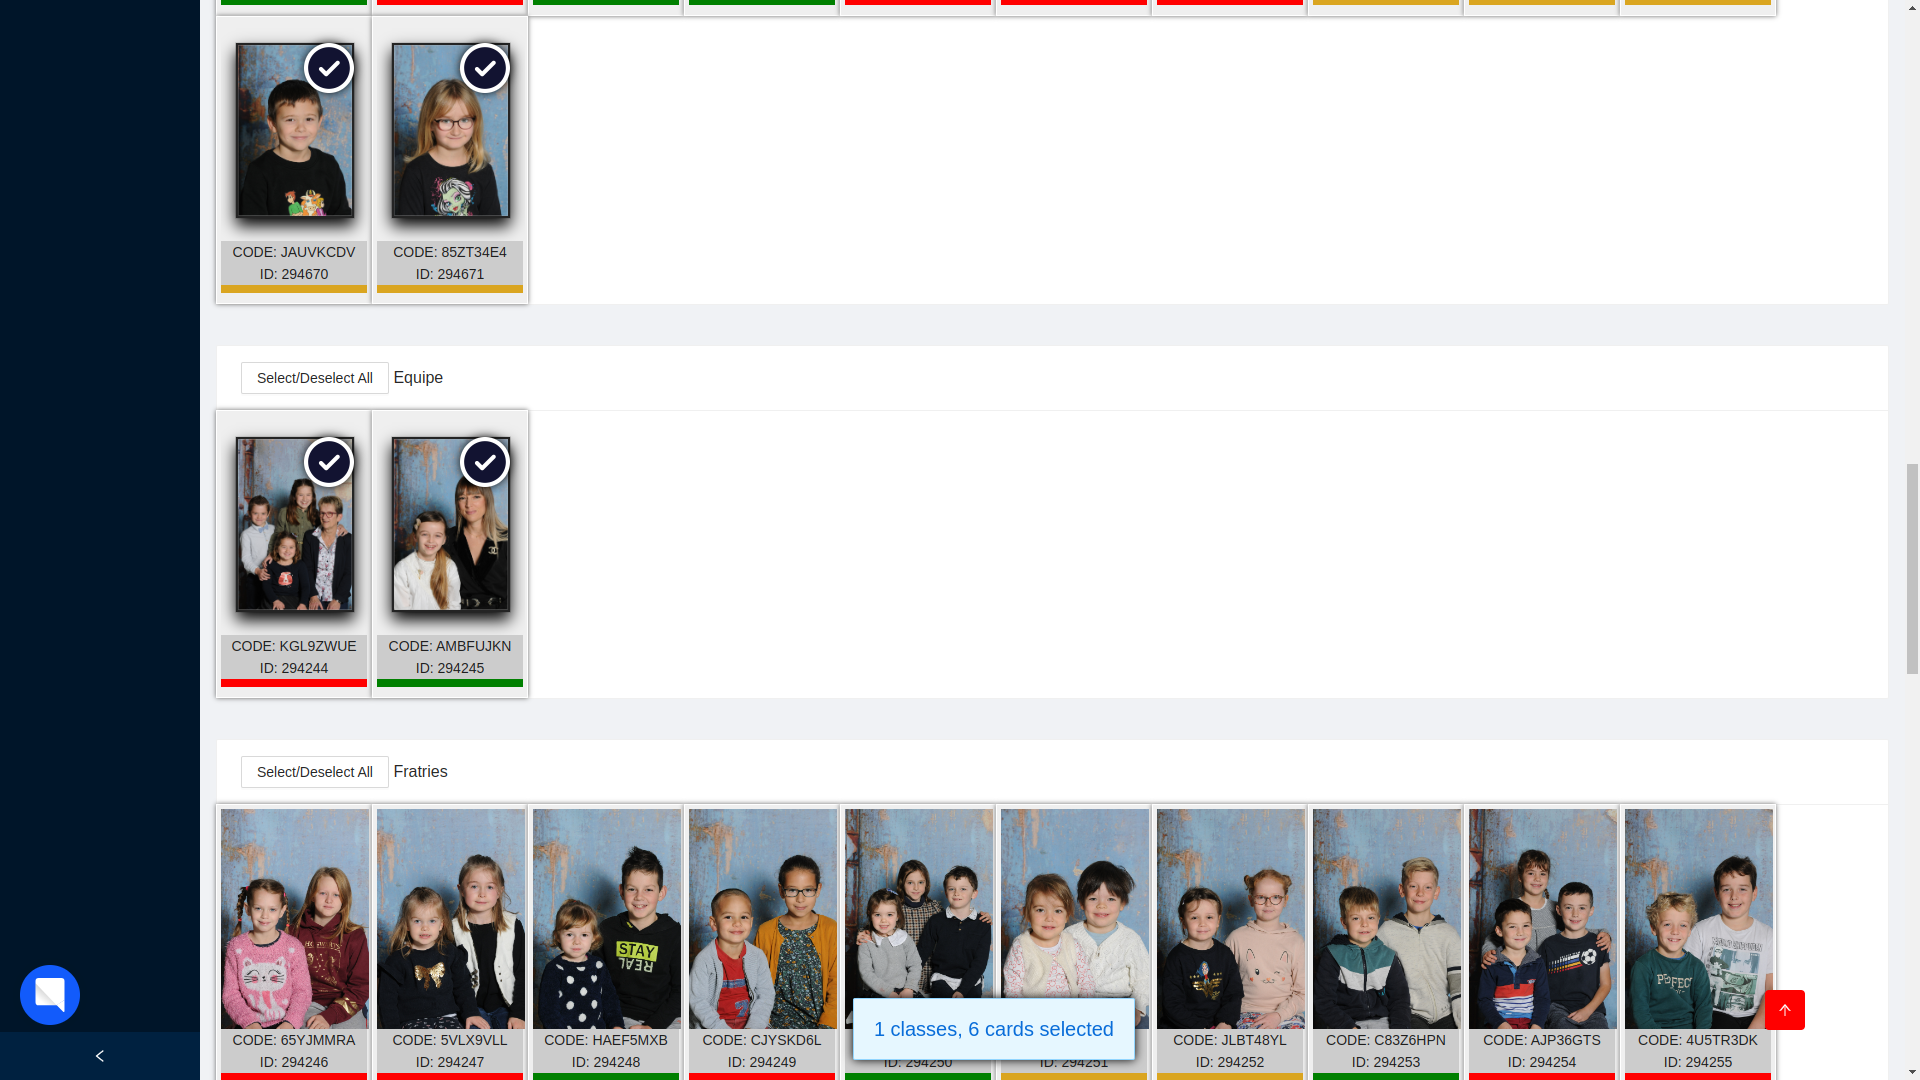 CODE: JAUVKCDV
ID: 294670
CODE: 85ZT34E4
ID: 294671
Select/Deselect All Equipe
CODE: KGL9ZWUE
ID: 294244
CODE: AMBFUJKN
ID: 294245
Select/Deselect All Fratries
STAY
REAL
CODE: 65YJMMRA
ID: 294246
CODE: 5VLX9VLL
ID: 294247
CODE: HAEF5MXB
ID: 294248
CODE: CJYSKD6L
ID: 294249
ID: 294250
ID: 294251
CODE: JLBT48YL
ID: 294252
CODE: C83Z6HPN
ID: 294253
CODE: AJP36GTS
ID: 294254
CODE: 4U5TR3DK
ID: 294255
1 classes, 6 cards selected